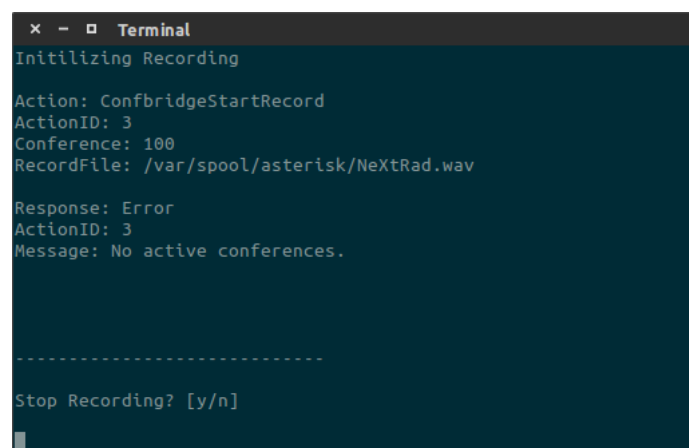 Terminal
Initilizing Recording
Action: ConfbridgeStartRecord
ActionID: 3
Conference: 100
RecordFile: /var/spool/asterisk/NeXtRad.wav
Response: Error
ActionID: 3
Message: No active conferences.
-----------------------------
Stop Recording? [y/n]